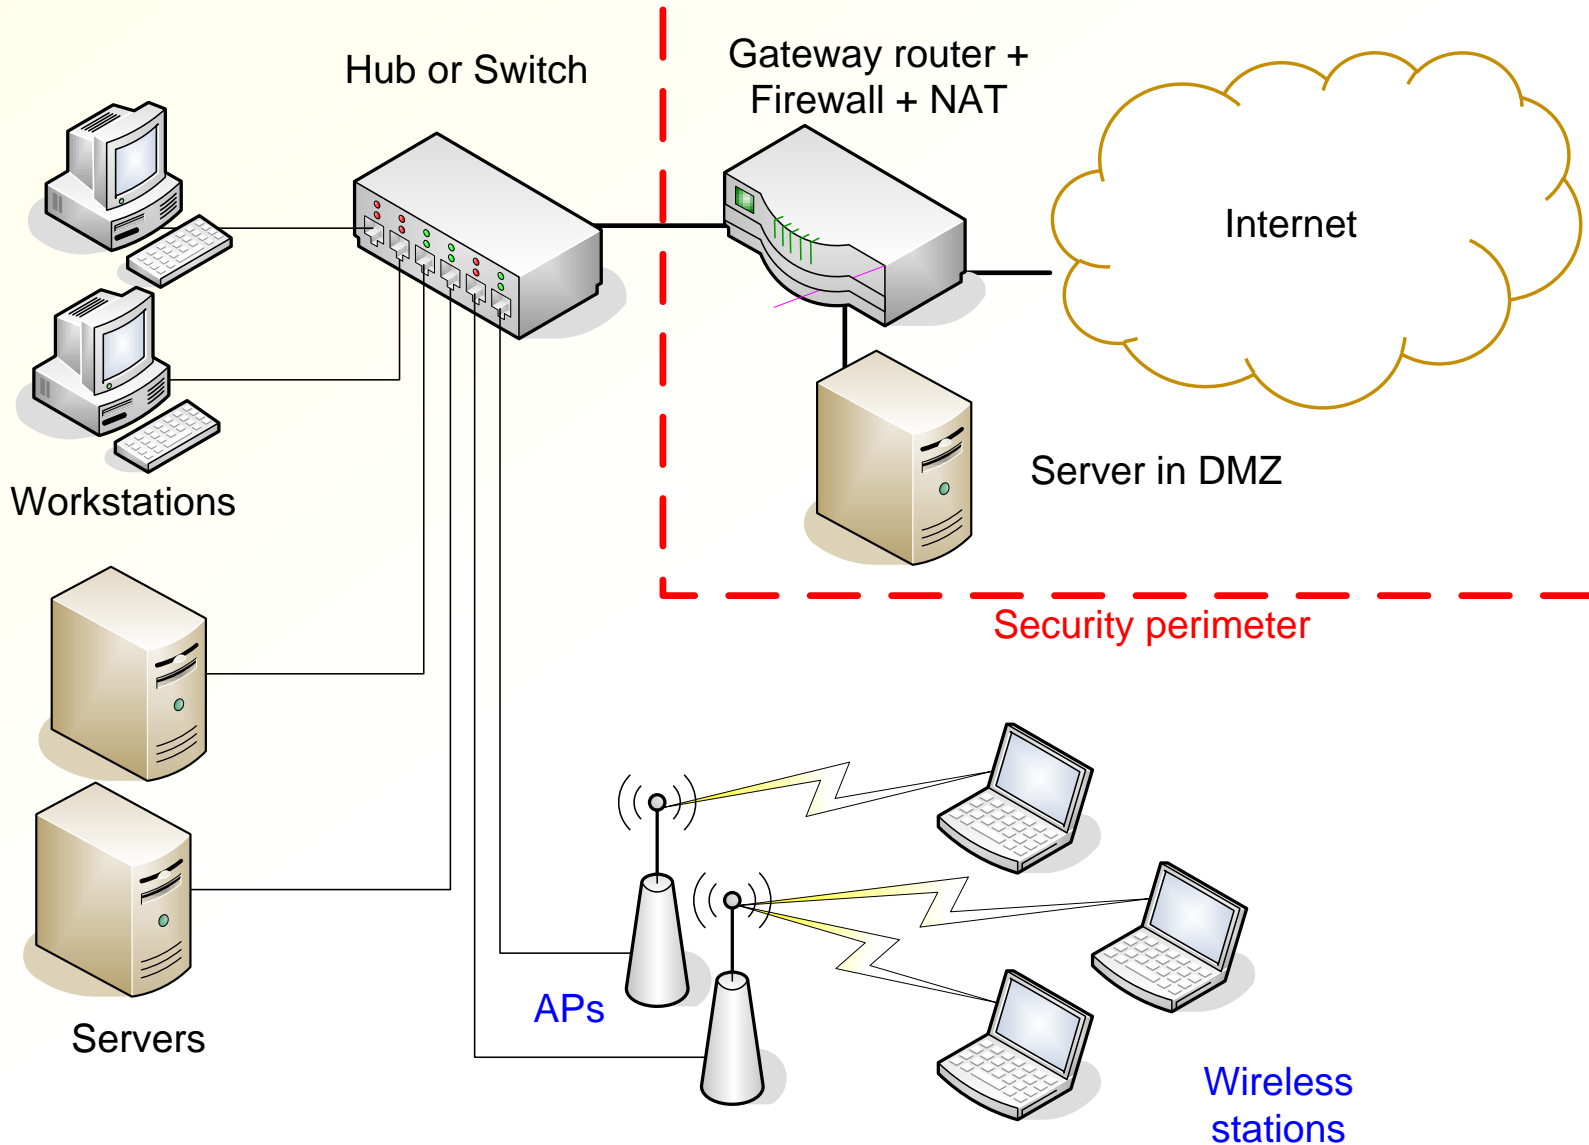 Hub or Switch
Gateway router +
Firewall + NAT
Internet
Server in DMZ
Workstations
Security perimeter
APs
Servers
Wireless
stations